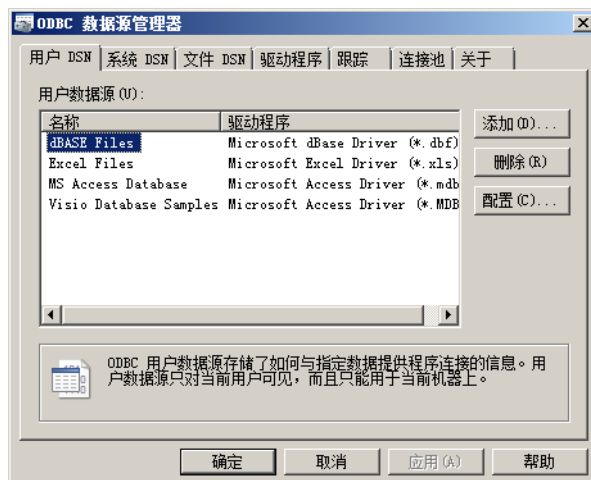 ODBC 数据源管理器
用户 DSN 系统 DSN 文件 DSN 驱动程序 跟踪 连接池 关于
用户数据源(U):
名称 驱动程序
添加(D)...
dBASE Files Microsoft dBase Driver (*.dbf)
Excel Files Microsoft Excel Driver (*.xls)
删除(R)
MS Access Database Microsoft Access Driver (*.mdb
Visio Database Samples Microsoft Access Driver (*.MDB
配置(C)...
ODBC 用户数据源存储了如何与指定数据提供程序连接的信息。用
户数据源只对当前用户可见，而且只能用于当前机器上。
确定 取消 应用(A) 帮助